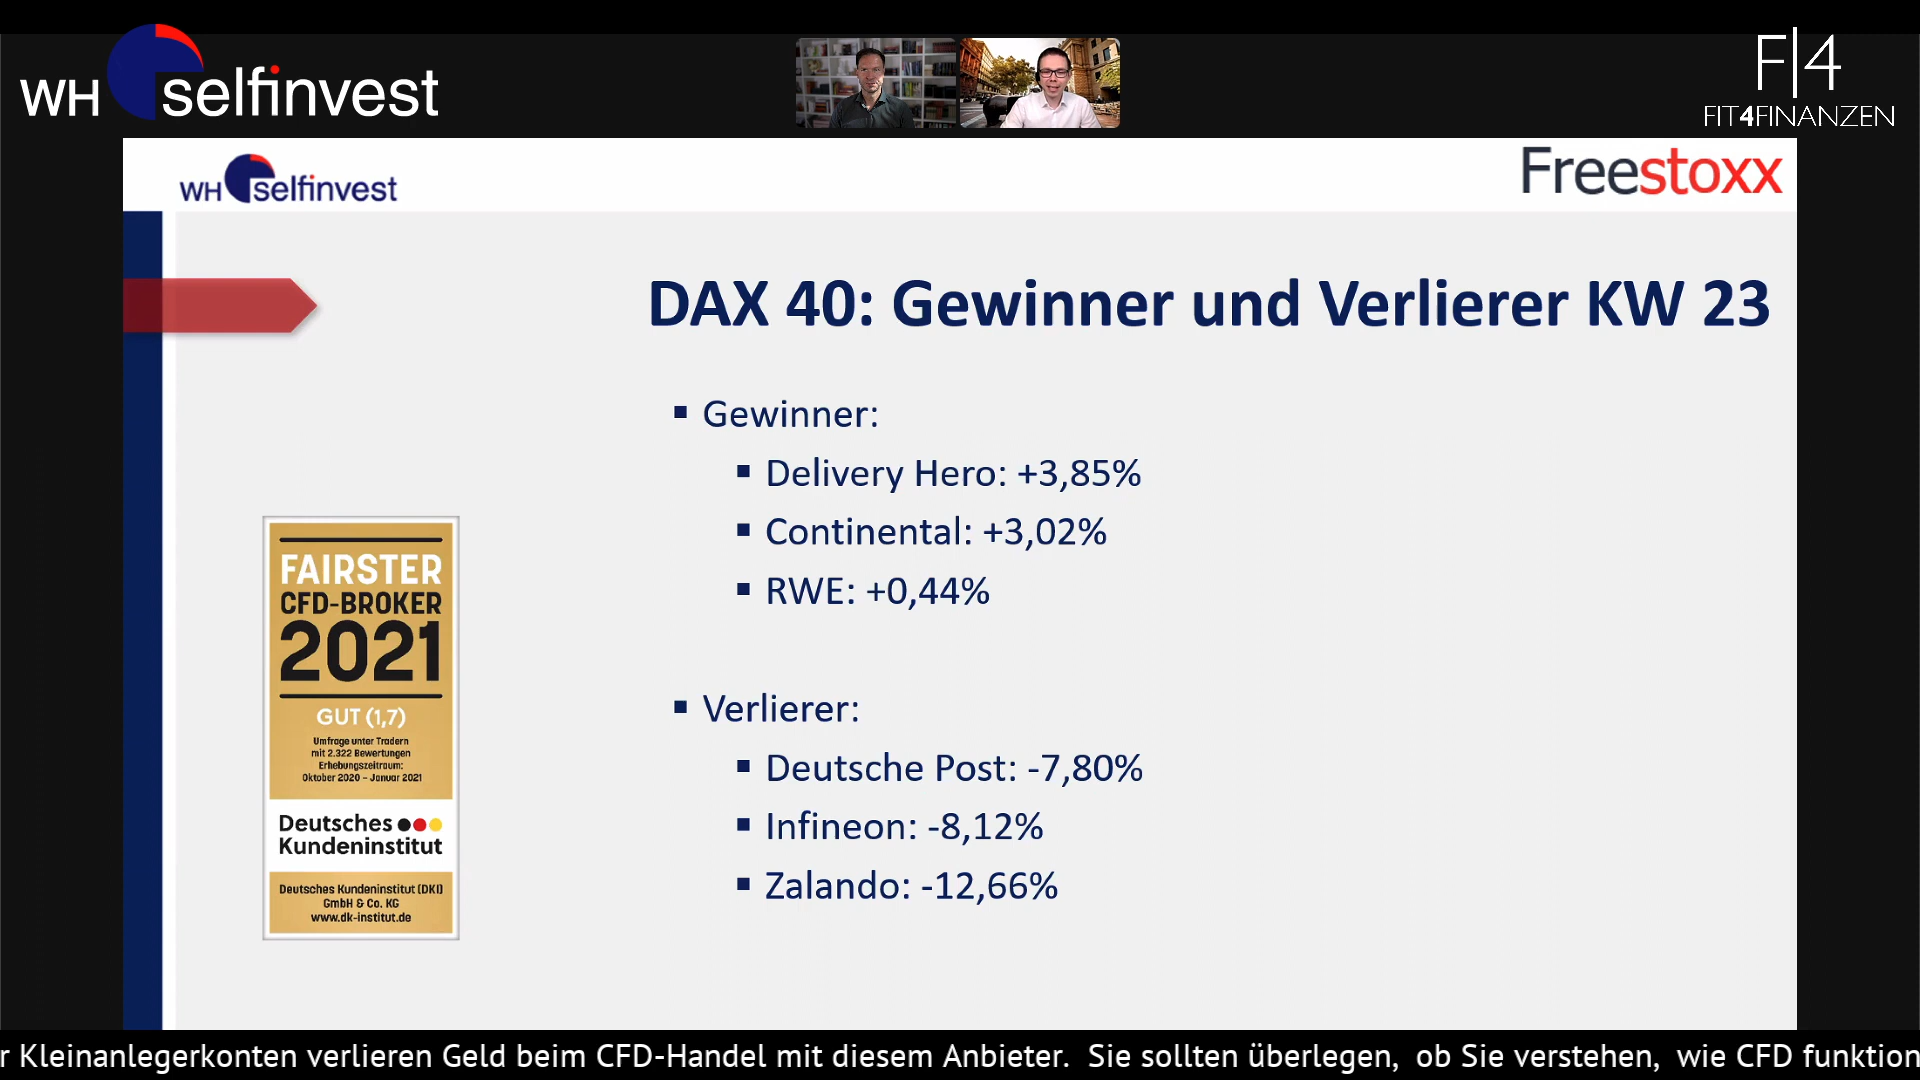 WH selfinvest
F|4
FIT4FINANZEN
WH selfinvest
Freestoxx
DAX 40: Gewinner und Verlierer KW 23
▪ Gewinner:
▪ Delivery Hero: +3,85%
▪ Continental: +3,02%
▪ RWE: +0,44%
▪ Verlierer:
▪ Deutsche Post: -7,80%
▪ Infineon: -8,12%
▪ Zalando: -12,66%
FAIRSTER
CFD-BROKER
2021
GUT (1,7)
Umfrage unter Tradern
mit 2.322 Bewertungen
Erhebungszeitraum:
Oktober 2020 – Januar 2021
Deutsches
Kundeninstitut
Deutsches Kundeninstitut (DKI)
GmbH & Co. KG
www.dk-institut.de
r Kleinanlegerkonten verlieren Geld beim CFD-Handel mit diesem Anbieter. Sie sollten überlegen, ob Sie verstehen, wie CFD funktion